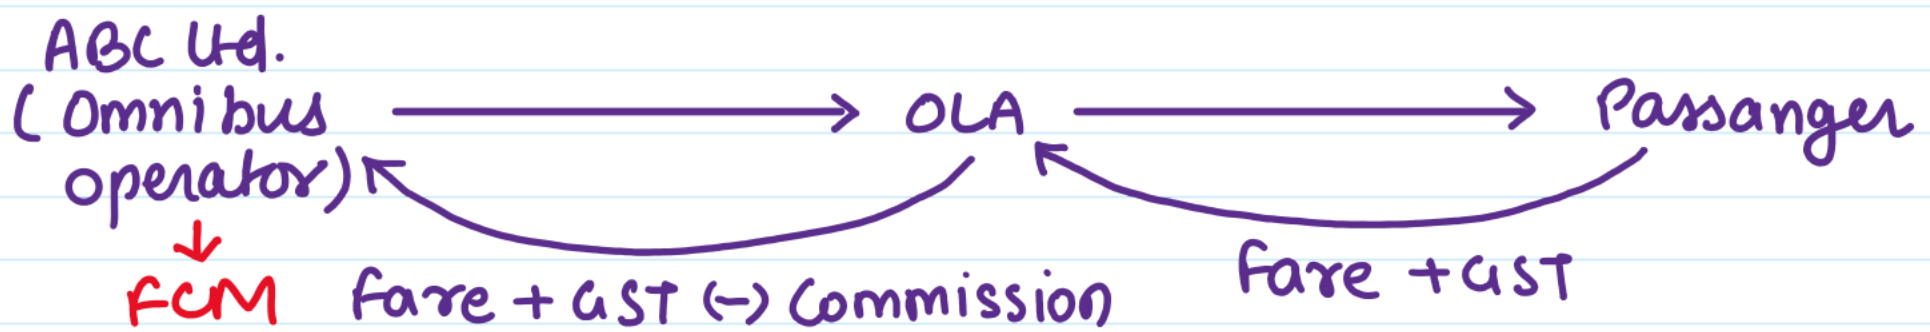 ABC Ltd.
(Omnibus OLA Passanger
operator)
Fare + GST
FCM Fare + GST (-) Commission